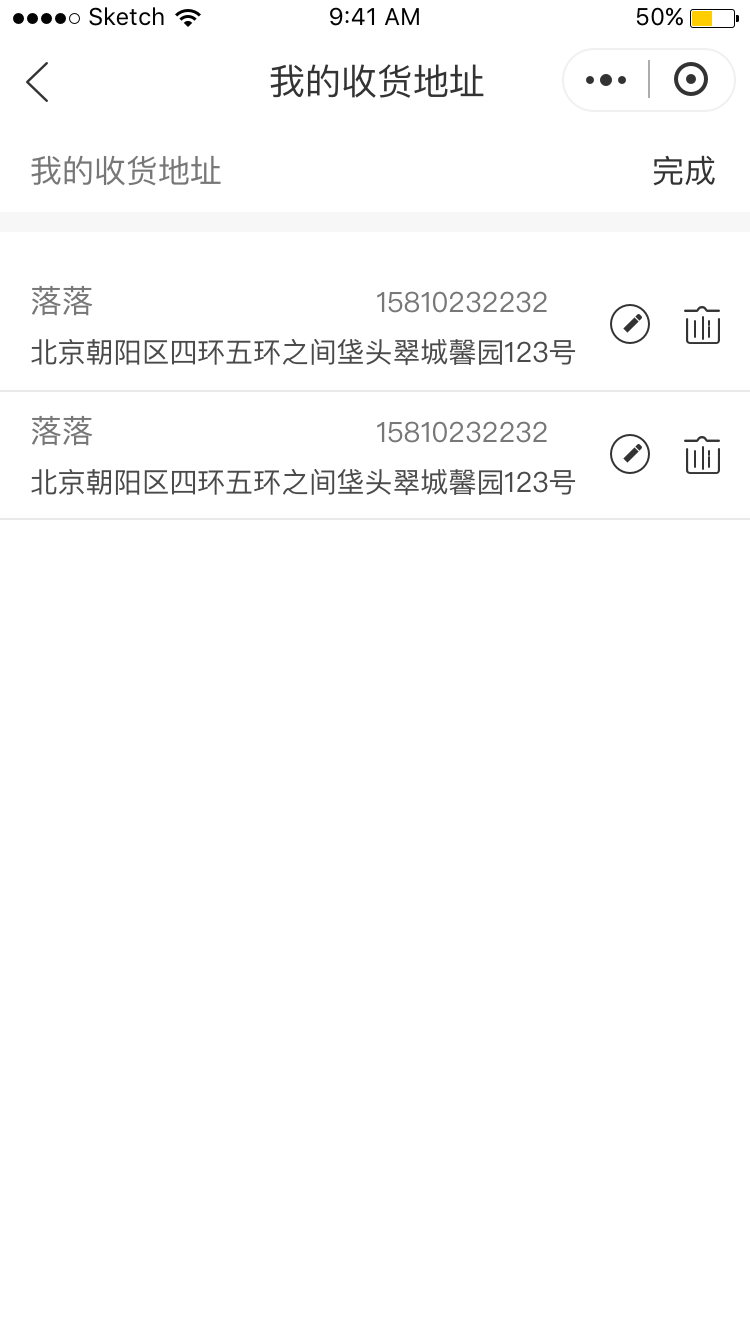 Sketch 9:41 AM 50%
我的收货地址
我的收货地址 完成
落落 15810232232
北京朝阳区四环五环之间垡头翠城馨园123号
落落 15810232232
北京朝阳区四环五环之间垡头翠城馨园123号